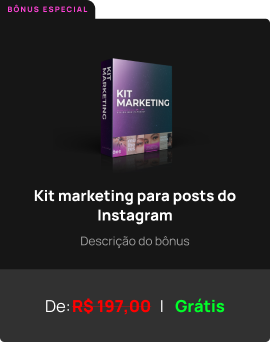 BÔNUS ESPECIAL
KIT MARKETING
KIT
MARKETING
Kit marketing para posts do
Instagram
Descrição do bônus
De: R$ 197,00 | Grátis